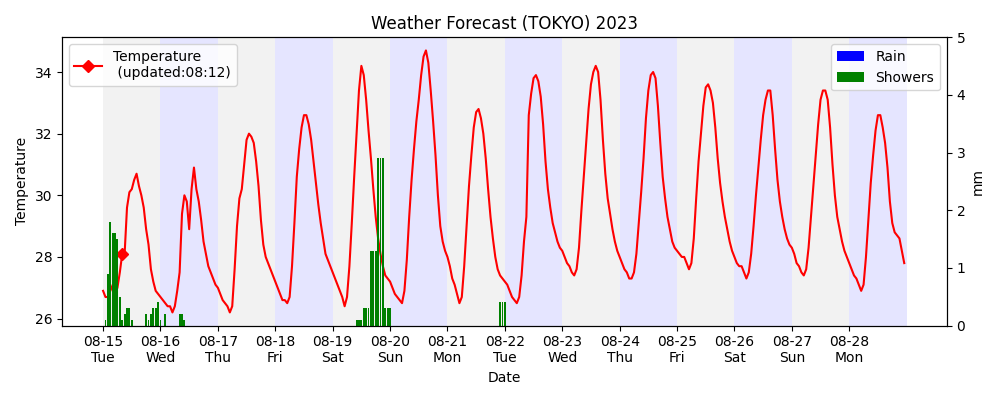 Weather Forecast (TOKYO) 2023
Temperature
(updated:08:12)
Rain
Showers
Temperature
34
32
30
28
26
5
4
3
2
1
0
mm
08-15 08-16 08-17 08-18 08-19 08-20 08-21 08-22 08-23 08-24 08-25 08-26 08-27 08-28
Tue Wed Thu Fri Sat Sun Mon Tue Wed Thu Fri Sat Sun Mon
Date